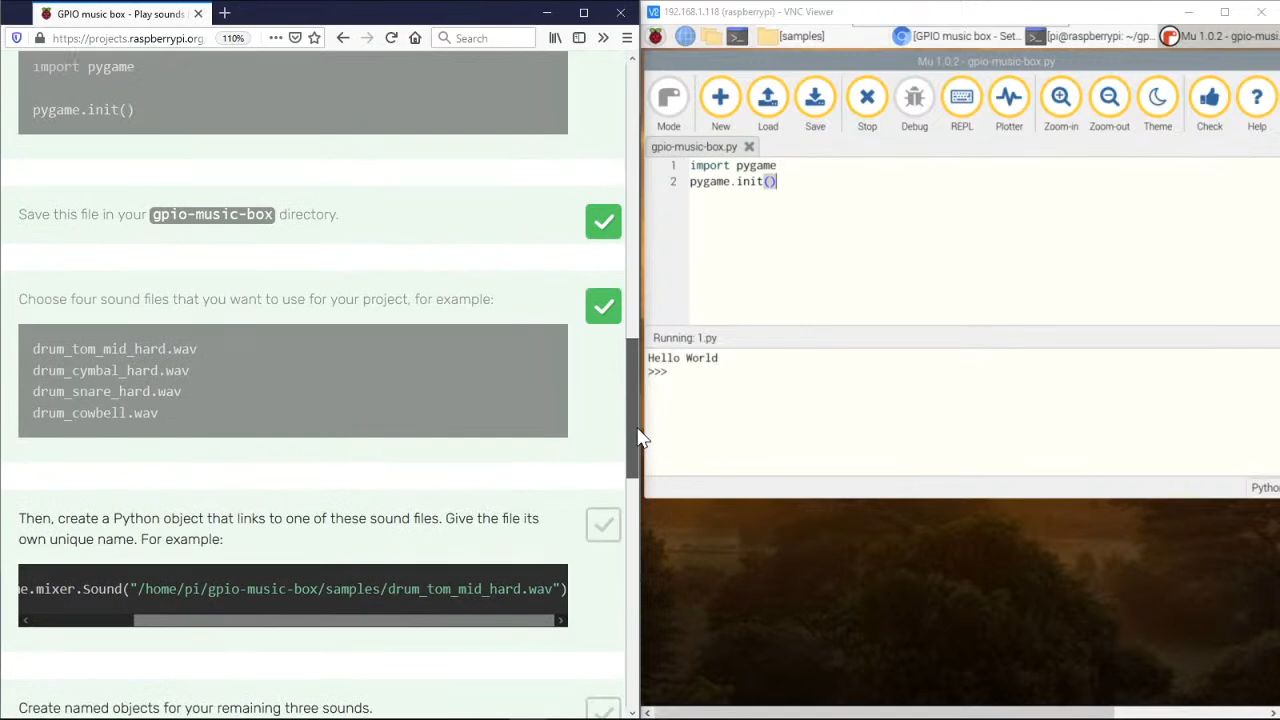 GPIO music box - Play sounds
https://projects.raspberrypi.org
110%
Search
import pygame
pygame.init()
Save this file in your gpio-music-box directory.
Choose four sound files that you want to use for your project, for example:
drum_tom_mid_hard.wav
drum_cymbal_hard.wav
drum_snare_hard.wav
drum_cowbell.wav
Then, create a Python object that links to one of these sound files. Give the file its
own unique name. For example:
e.mixer.Sound("/home/pi/gpio-music-box/samples/drum_tom_mid_hard.wav")
Create named objects for your remaining three sounds.
192.168.1.118 (raspberrypi) - VNC Viewer
[samples]
[GPIO music box - Set...
[pi@raspberrypi: ~/gp...
Mu 1.0.2 - gpio-musi...
Mu 1.0.2 - gpio-music-box.py
Mode
New
Load
Save
Stop
Debug
REPL
Plotter
Zoom-in
Zoom-out
Theme
Check
Help
gpio-music-box.py
1 import pygame
2 pygame.init()
Running: 1.py
Hello World
>>>
Pytho